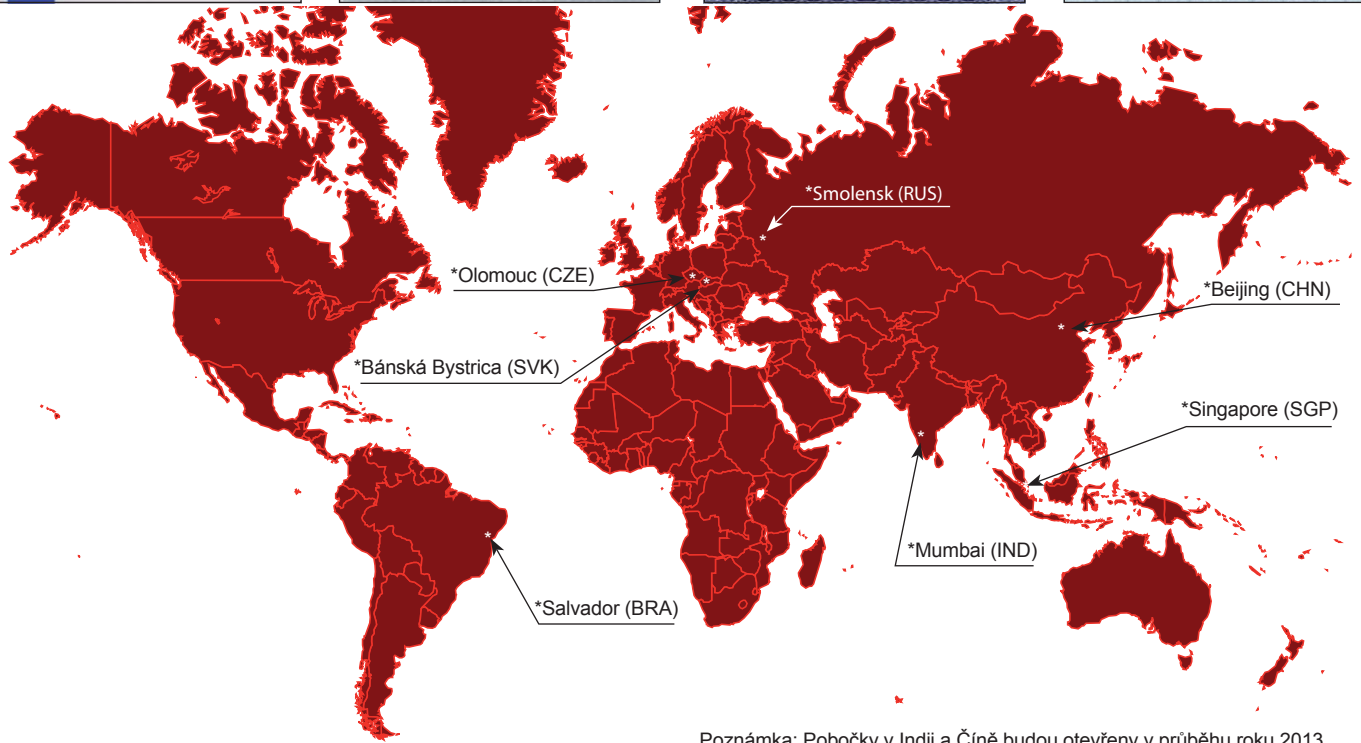 *Smolensk (RUS)
*Olomouc (CZE)
*Beijing (CHN)
*Bánská Bystrica (SVK)
*Singapore (SGP)
*Mumbai (IND)
*Salvador (BRA)
Poznámka: Pobočky v Indii a Číně budou otevřeny v průběhu roku 2013